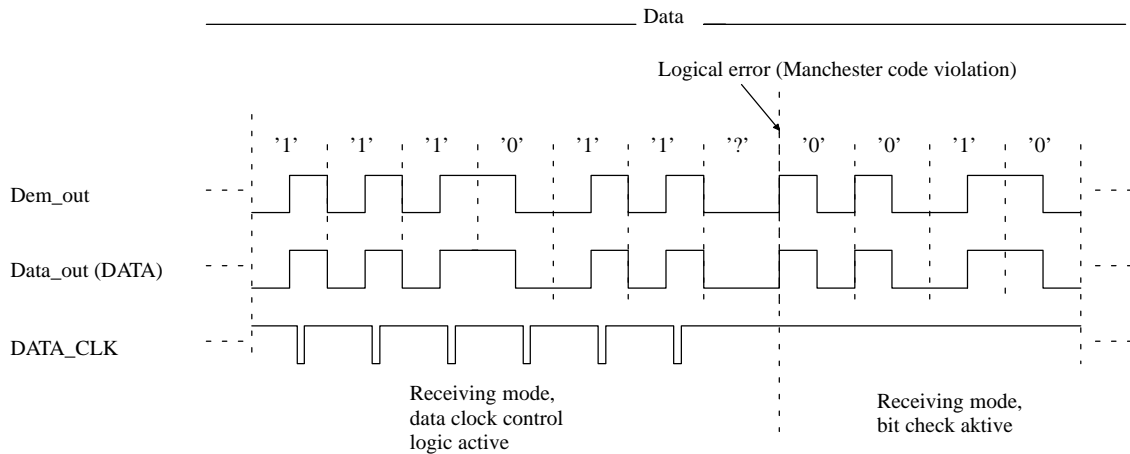 Data
Logical error (Manchester code violation)
’1’ ’1’ ’1’ ’0’ ’1’ ’1’ ’?’ ’0’ ’0’ ’1’ ’0’
Dem_out
Data_out (DATA)
DATA_CLK
Receiving mode,
data clock control
logic active
Receiving mode,
bit check aktive